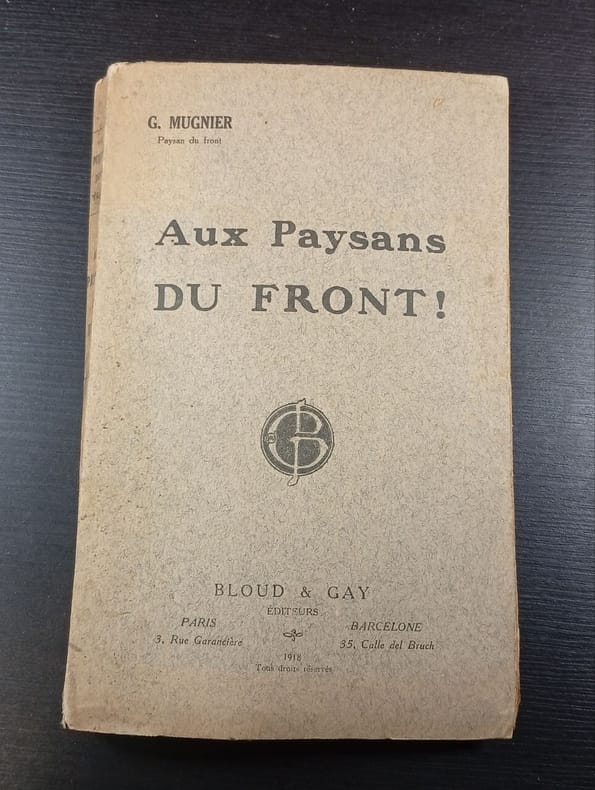 G. MUGNIER
Paysan du front
Aux Paysans
DU FRONT!
BLOUD & GAY
ÉDITEURS
PARIS
3, Rue Garancière
BARCELONE
35, Calle del Bruch
1918
Tous droits réservés